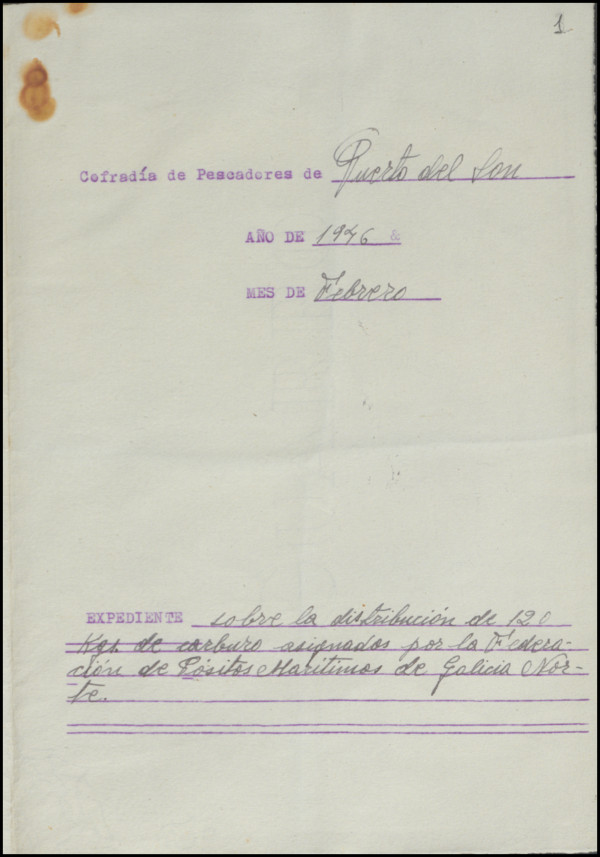 1
Cofradía de Pescadores de Puerto del Son
AÑO DE 1946 &
MES DE Febrero
EXPEDIENTE sobre la distribución de 120
Kgs. de carburo asignados por la Federa-
ción de Pósitos Marítimos de Galicia Nor-
te.